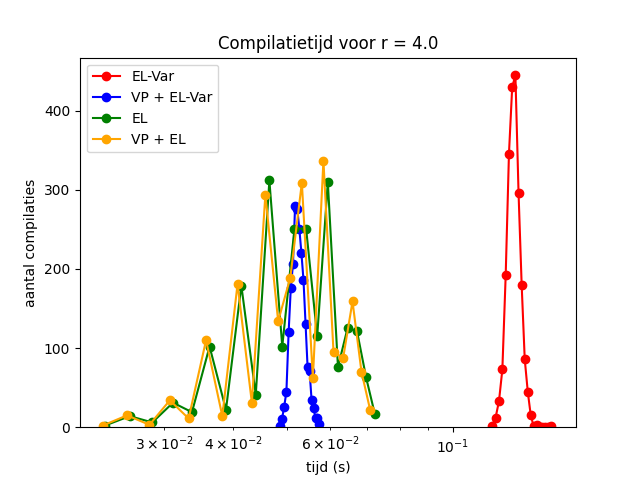 Compilatietijd voor r = 4.0
EL-Var
VP + EL-Var
EL
VP + EL
aantal compilaties
400
300
200
100
0
3 × 10⁻² 4 × 10⁻² 6 × 10⁻² 10⁻¹
tijd (s)